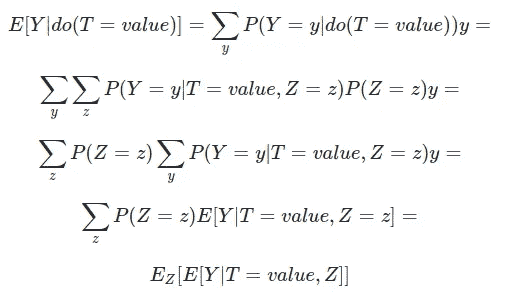 E[Y|do(T = value)] = ∑_y P(Y = y|do(T = value))y =
∑_y ∑_z P(Y = y|T = value, Z = z)P(Z = z)y =
∑_z P(Z = z) ∑_y P(Y = y|T = value, Z = z)y =
∑_z P(Z = z)E[Y|T = value, Z = z] =
E_Z[E[Y|T = value, Z]]